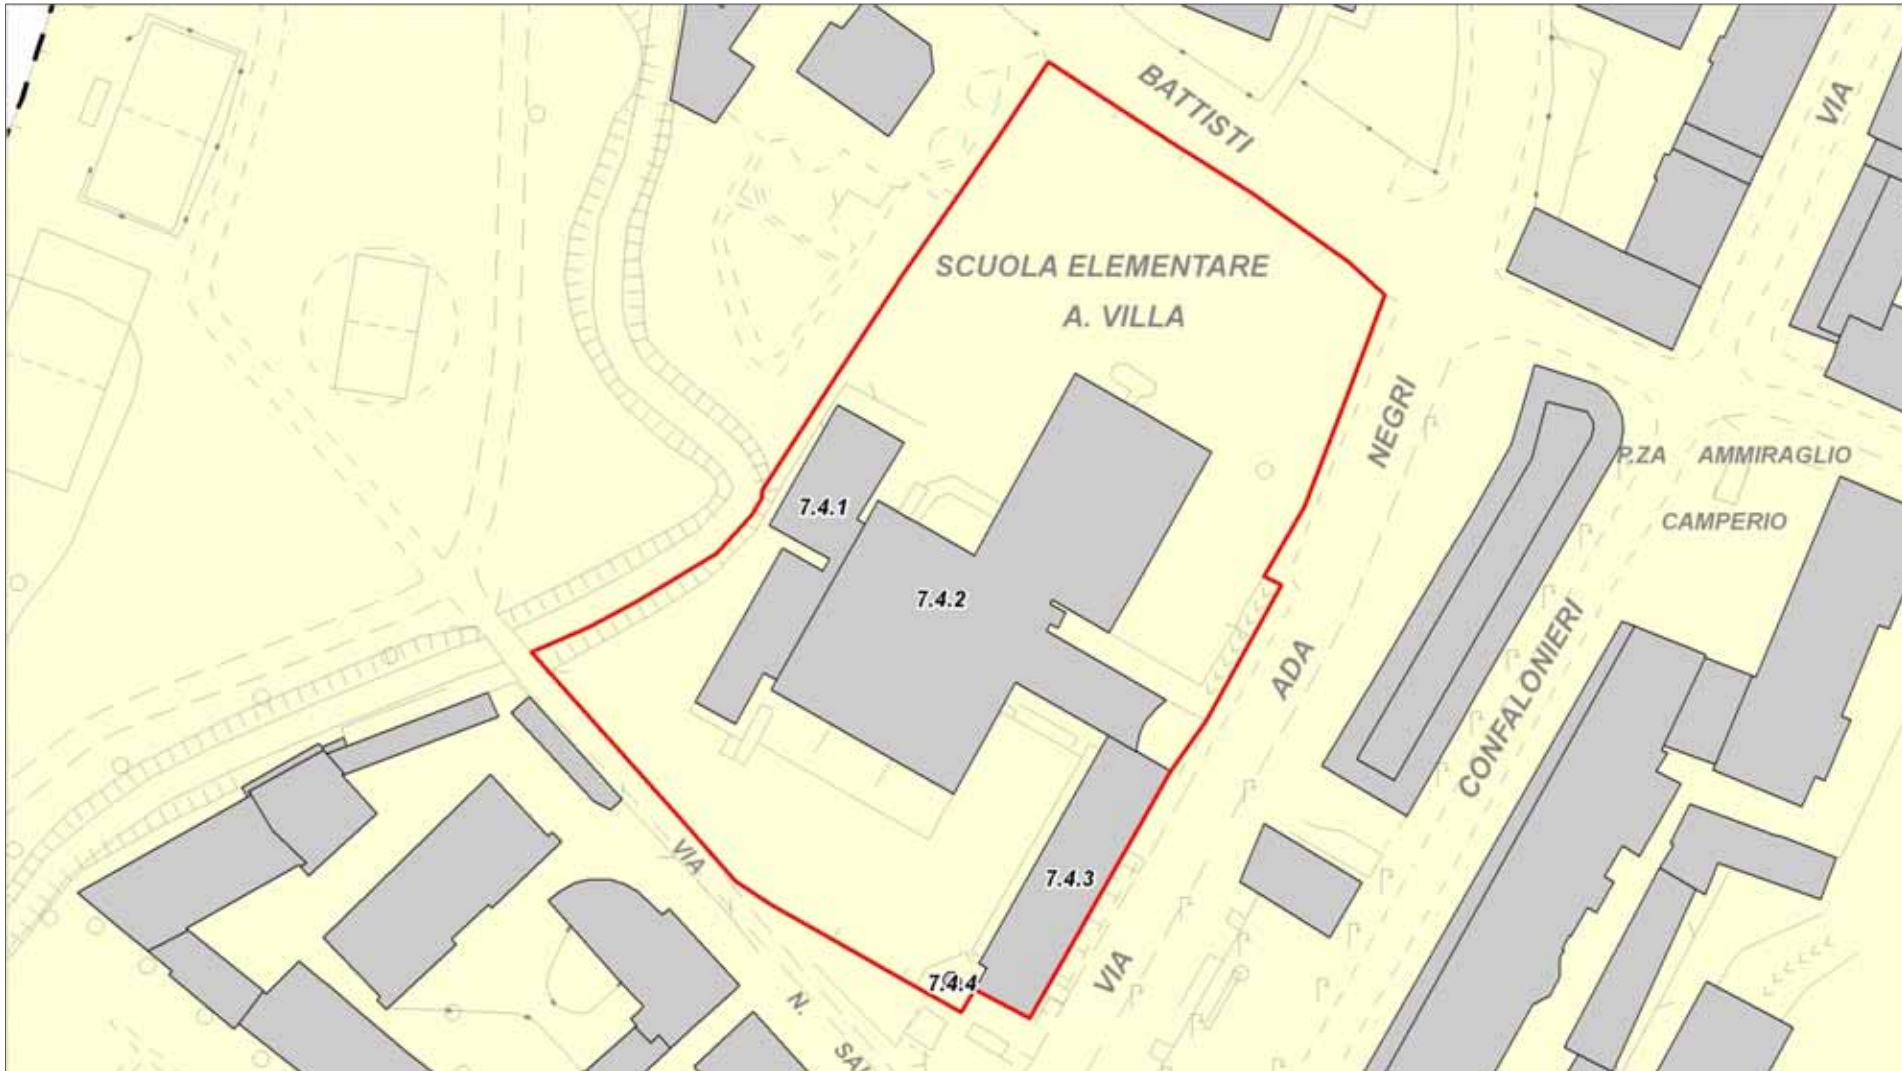 BATTISTI
VIA
SCUOLA ELEMENTARE
A. VILLA
NEGRI
P.ZA AMMIRAGLIO
CAMPERIO
7.4.1
7.4.2
ADA
CONFALONIERI
VIA
7.4.3
VIA
7.4.4
N.